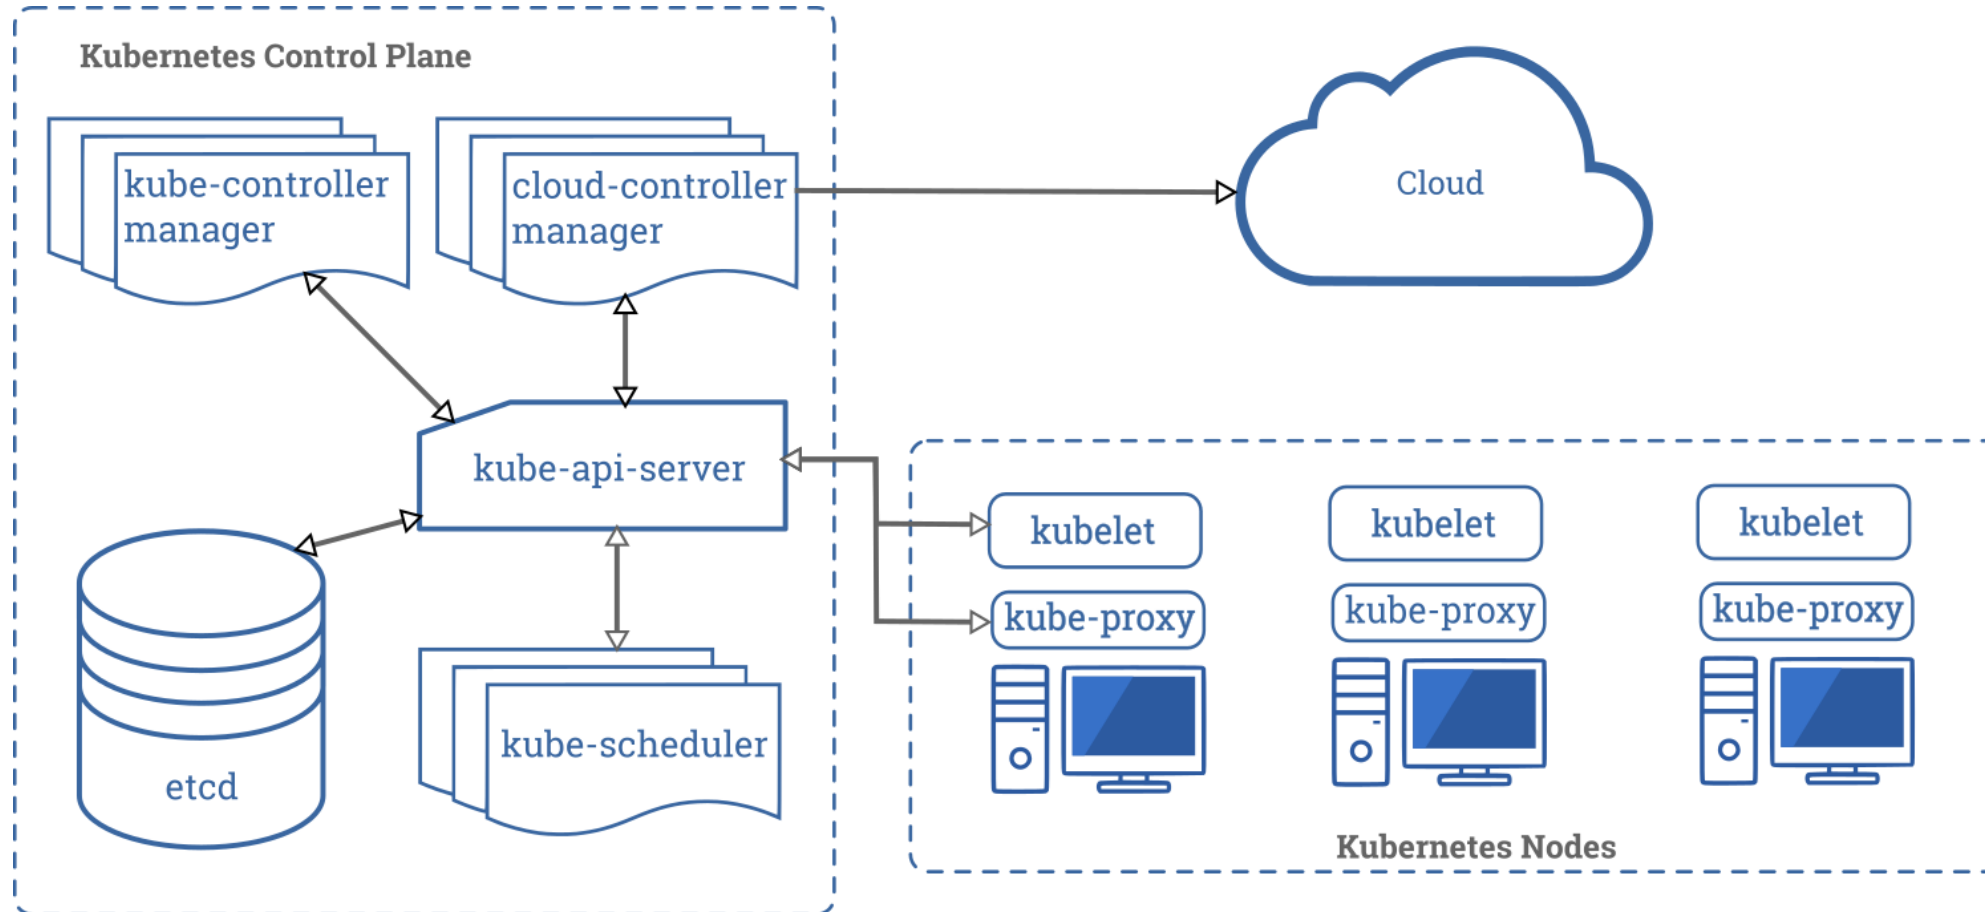 Kubernetes Control Plane
kube-controller
manager
cloud-controller
manager
Cloud
kube-api-server
kubelet
kubelet
kubelet
kube-proxy
kube-proxy
kube-proxy
kube-scheduler
etcd
Kubernetes Nodes